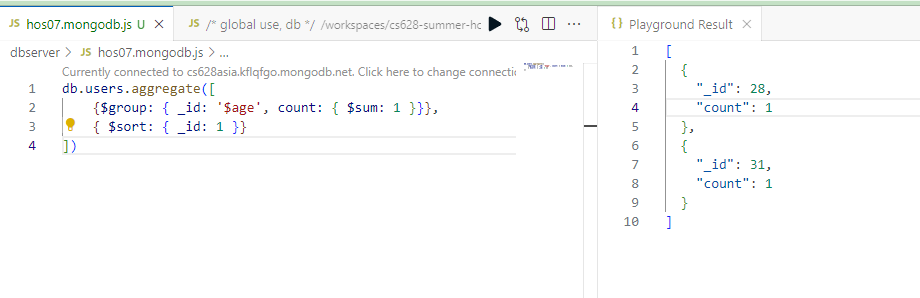 JS hos07.mongodb.js U
JS /* global use, db */ /workspaces/cs628-summer-ho
dbserver > JS hos07.mongodb.js > ...
Currently connected to cs628asia.kflqfgo.mongodb.net. Click here to change connectio
1 db.users.aggregate([
2 {$group: { _id: '$age', count: { $sum: 1 }}},
3 { $sort: { _id: 1 }}
4 ])
{} Playground Result
1 [
2 {
3 "_id": 28,
4 "count": 1
5 },
6 {
7 "_id": 31,
8 "count": 1
9 }
10 ]